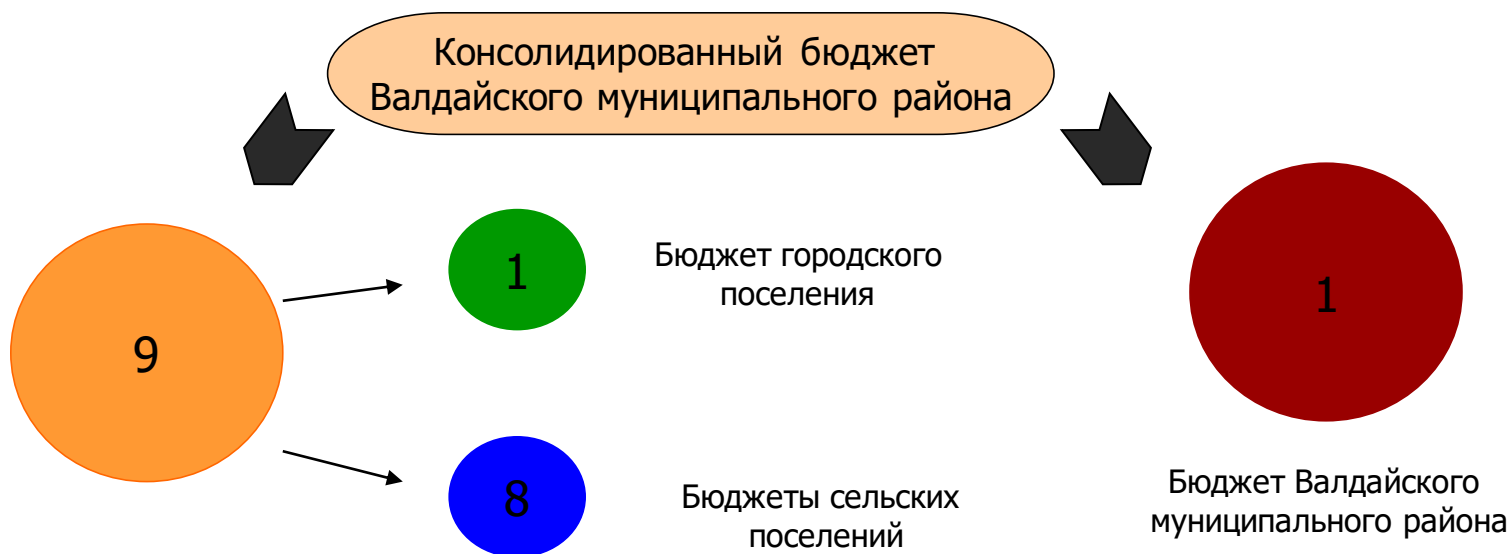 Консолидированный бюджет
Валдайского муниципального района
9
1
Бюджет городского
поселения
8
Бюджеты сельских
поселений
1
Бюджет Валдайского
муниципального района